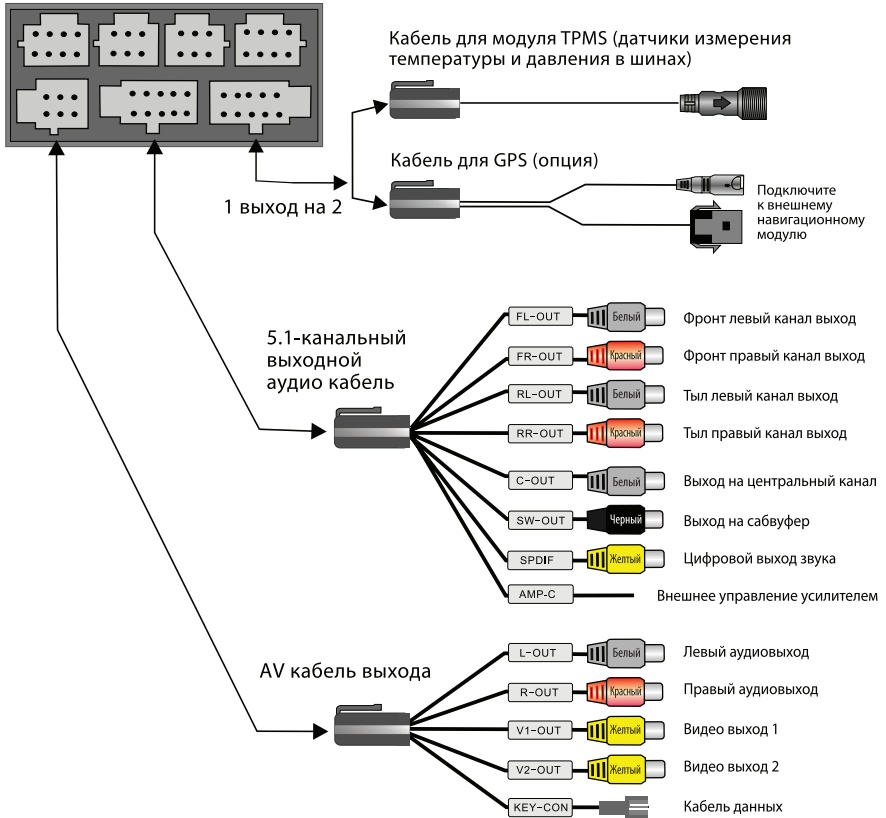 Кабель для модуля TPMS (датчики измерения
температуры и давления в шинах)
Кабель для GPS (опция)
1 выход на 2
Подключите
к внешнему
навигационному
модулю
5.1-канальный
выходной
аудио кабель
FL-OUT Белый Фронт левый канал выход
FR-OUT Красный Фронт правый канал выход
RL-OUT Белый Тыл левый канал выход
RR-OUT Красный Тыл правый канал выход
C-OUT Белый Выход на центральный канал
SW-OUT Черный Выход на сабвуфер
SPDIF Желтый Цифровой выход звука
AMP-C Внешнее управление усилителем
AV кабель выхода
L-OUT Белый Левый аудиовыход
R-OUT Красный Правый аудиовыход
V1-OUT Желтый Видео выход 1
V2-OUT Желтый Видео выход 2
KEY-CON Кабель данных